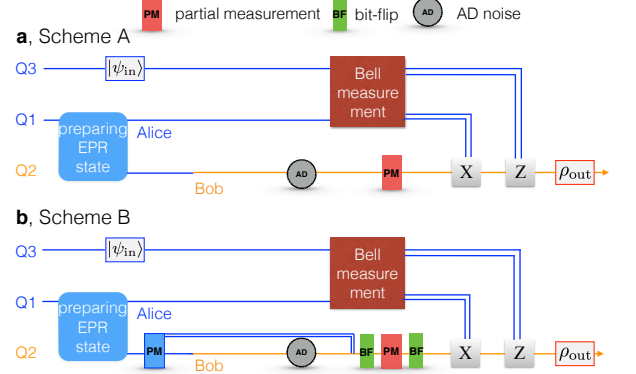 PM partial measurement BF bit-flip AD AD noise
a, Scheme A
Q3 |ψin⟩
Bell
measure
ment
Q1 preparing
EPR
state
Alice
Q2
Bob
AD PM X Z ρout
b, Scheme B
Q3 |ψin⟩
Bell
measure
ment
Q1 preparing
EPR
state
Alice
Q2 PM
Bob
AD BF PM BF X Z ρout